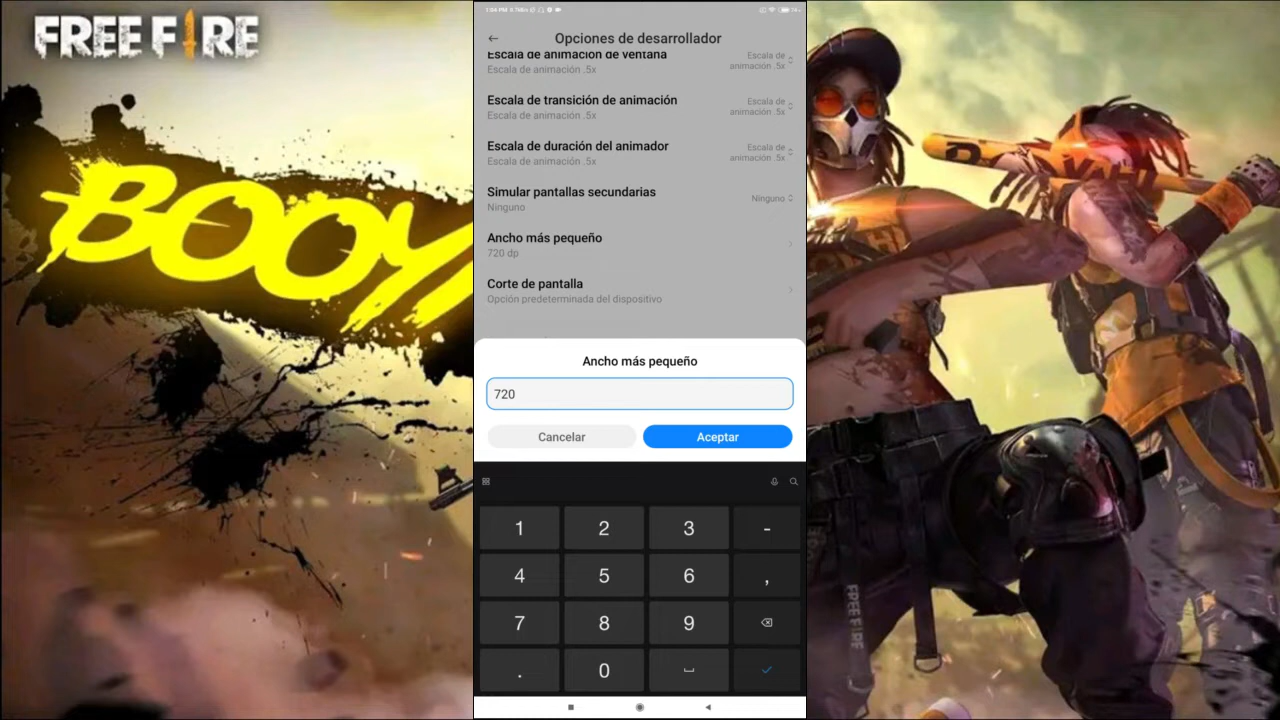 FREE FIRE
BOOY
Opciones de desarrollador
Escala de animación de ventana
Escala de animación .5x
Escala de
animación .5x
Escala de transición de animación
Escala de animación .5x
Escala de
animación .5x
Escala de duración del animador
Escala de animación .5x
Escala de
animación .5x
Simular pantallas secundarias
Ninguno
Ninguno
Ancho más pequeño
720 dp
Corte de pantalla
Opción predeterminada del dispositivo
Ancho más pequeño
720
Cancelar
Aceptar
1 2 3 -
4 5 6 ,
7 8 9
. 0
FREE FIRE